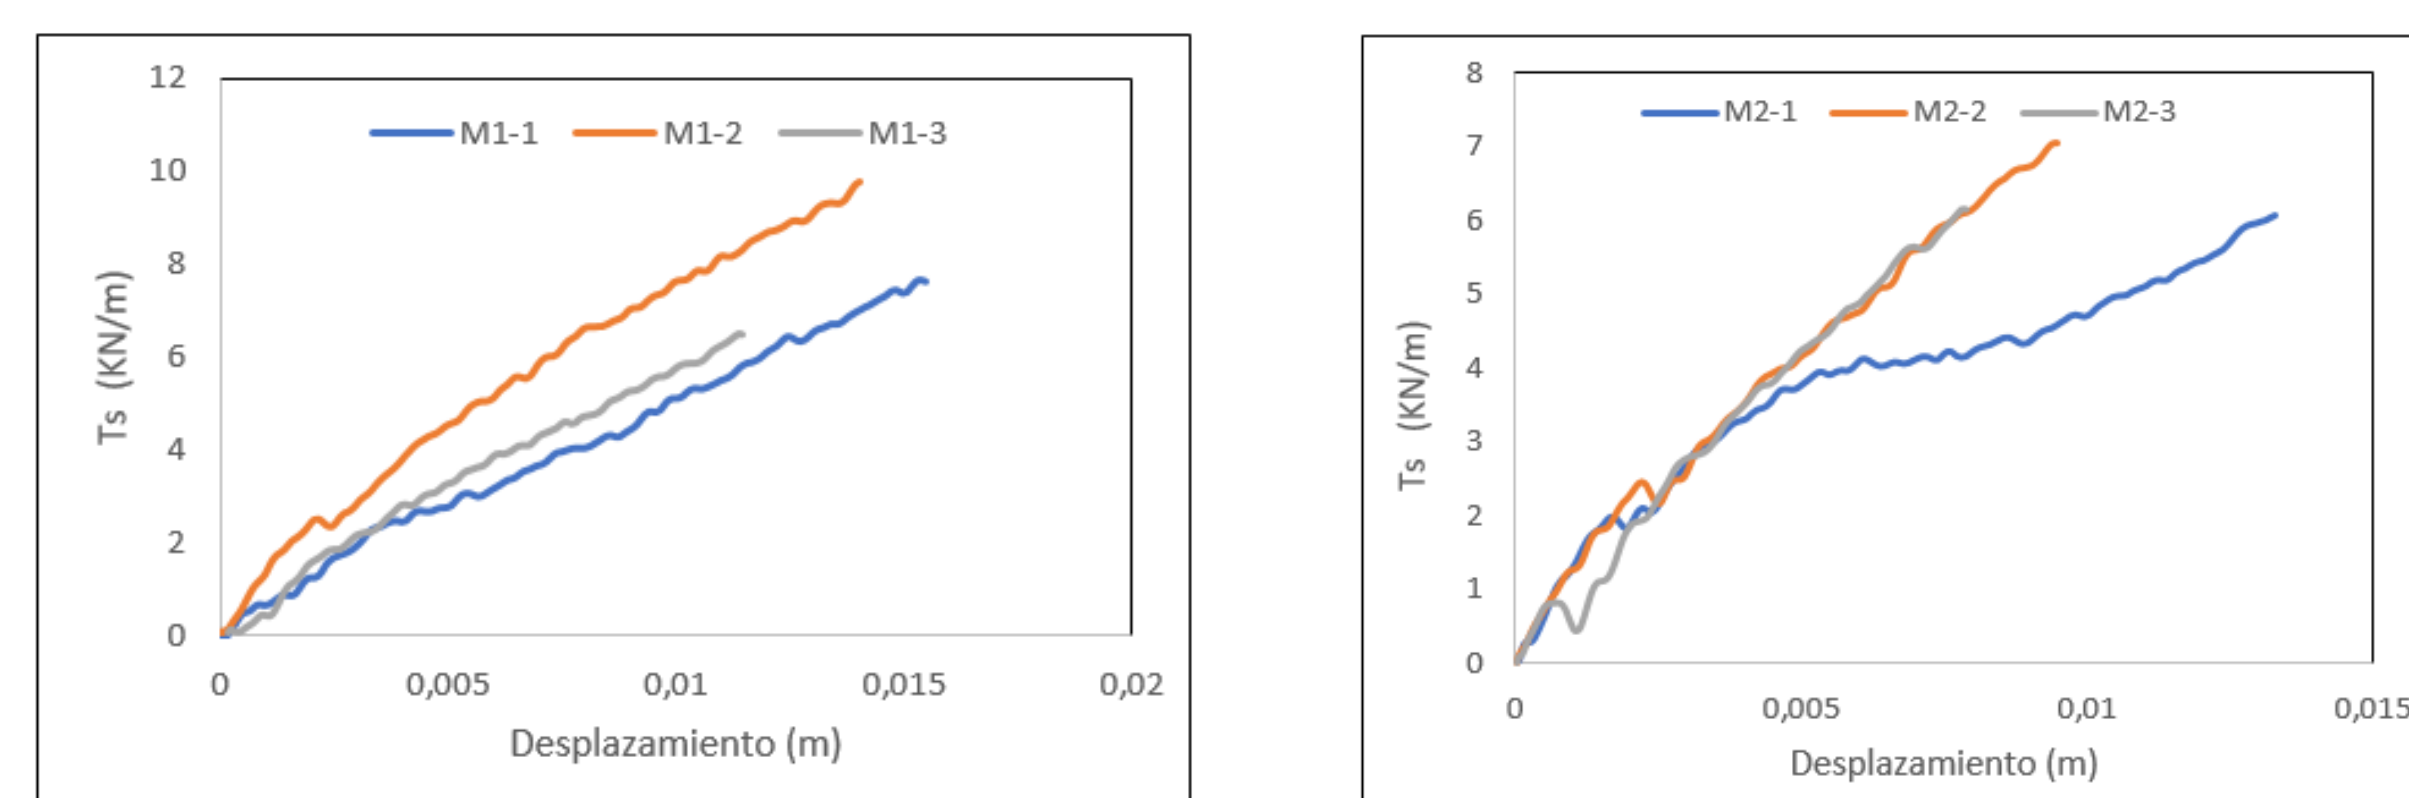 12
10
8
6
4
2
0
Ts (KN/m)
M1-1 M1-2 M1-3
0 0,005 0,01 0,015 0,02
Desplazamiento (m)
8
7
6
5
4
3
2
1
0
Ts (KN/m)
M2-1 M2-2 M2-3
0 0,005 0,01 0,015
Desplazamiento (m)